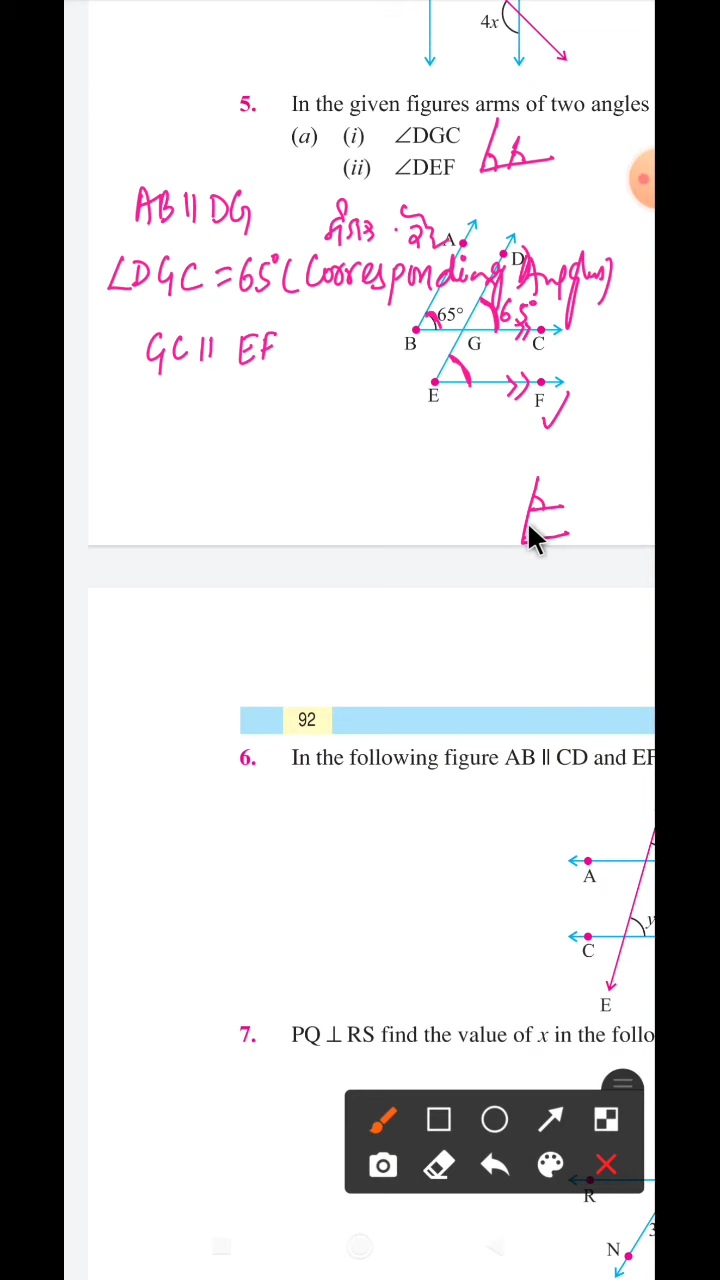 4x
5. In the given figures arms of two angles
(a) (i) ∠DGC
(ii) ∠DEF
AB || DG
A
D
∠DGC = 65° (Corresponding Angles)
65°
65°
B G C
GC || EF
E F
92
6. In the following figure AB || CD and EF
A
y
C
E
7. PQ ⊥ RS find the value of x in the follo
R
N
3